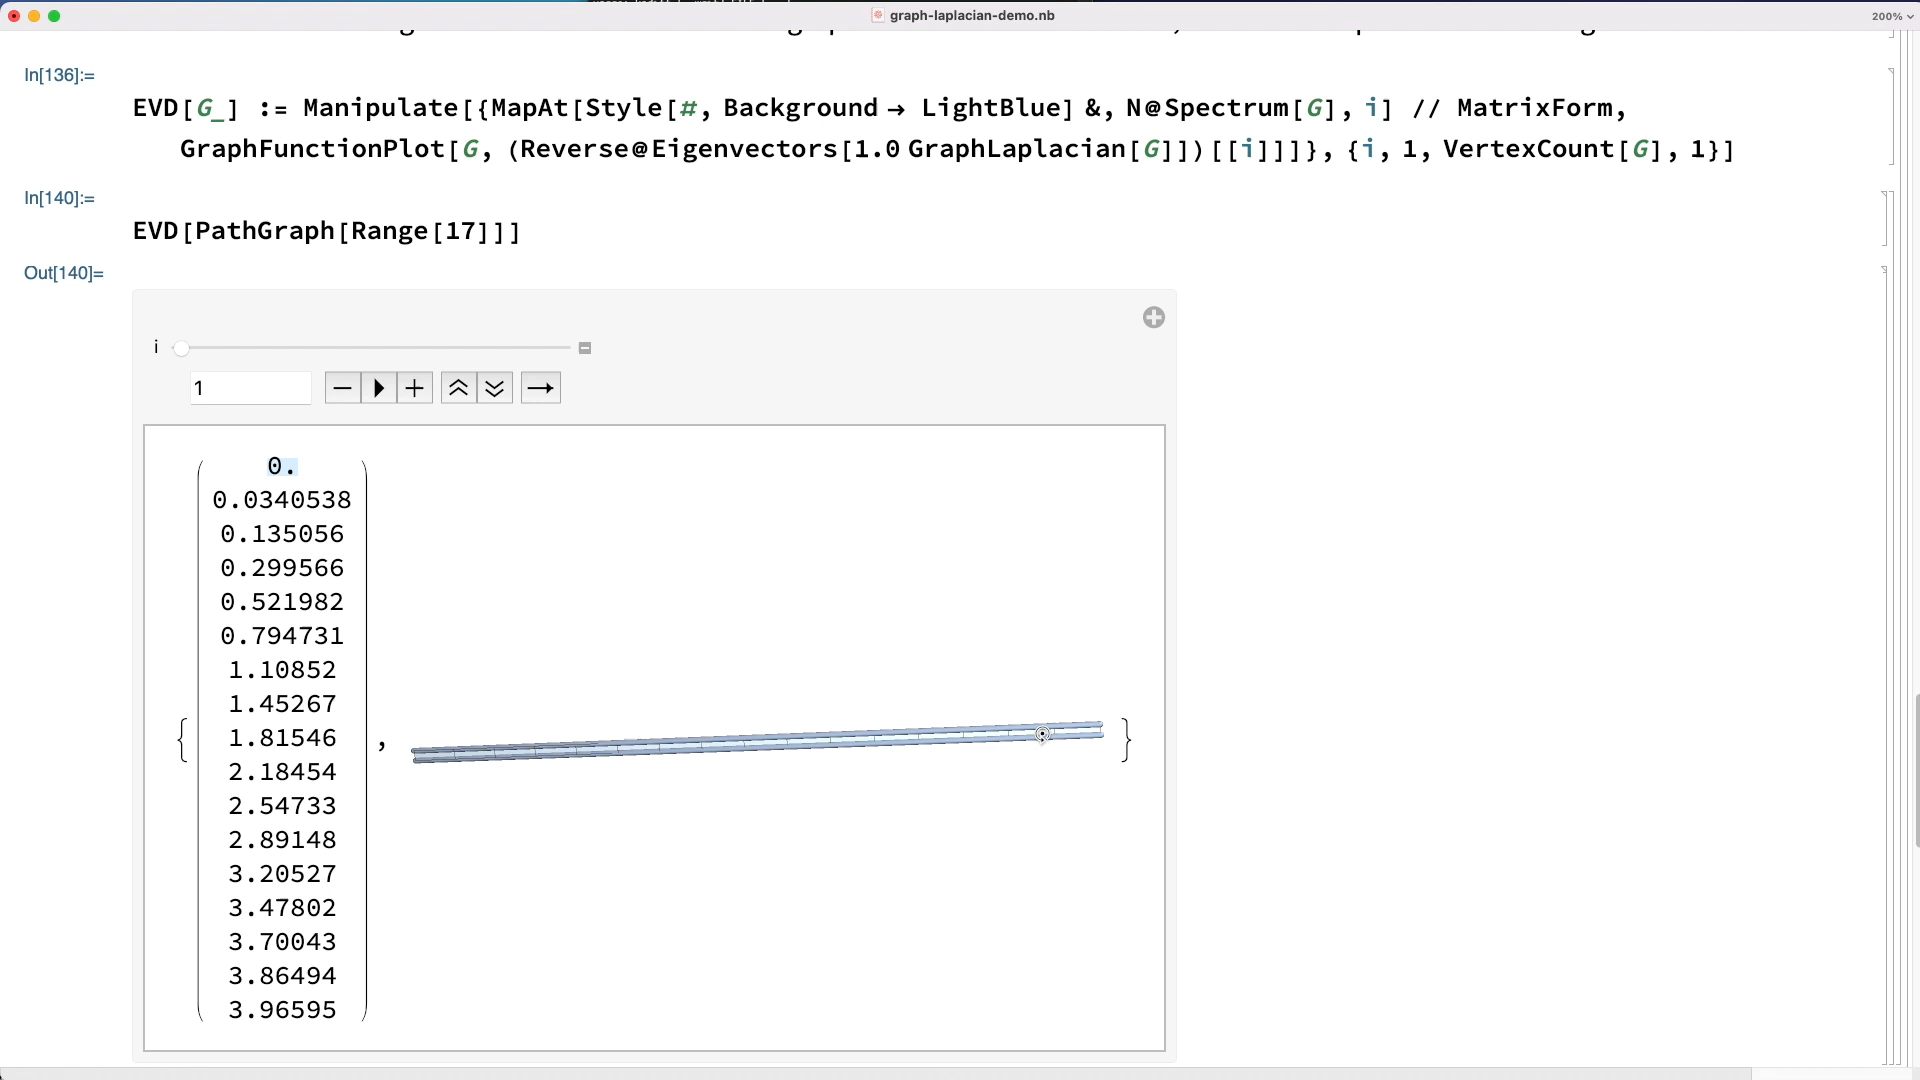 graph-laplacian-demo.nb
200%
In[136]:=
EVD[G_] := Manipulate[{MapAt[Style[#, Background → LightBlue] &, N@Spectrum[G], i] // MatrixForm,
GraphFunctionPlot[G, (Reverse@Eigenvectors[1.0 GraphLaplacian[G]])[[i]]]}, {i, 1, VertexCount[G], 1}]
In[140]:=
EVD[PathGraph[Range[17]]]
Out[140]=
i
1
0.
0.0340538
0.135056
0.299566
0.521982
0.794731
1.10852
1.45267
{ 1.81546 , }
2.18454
2.54733
2.89148
3.20527
3.47802
3.70043
3.86494
3.96595